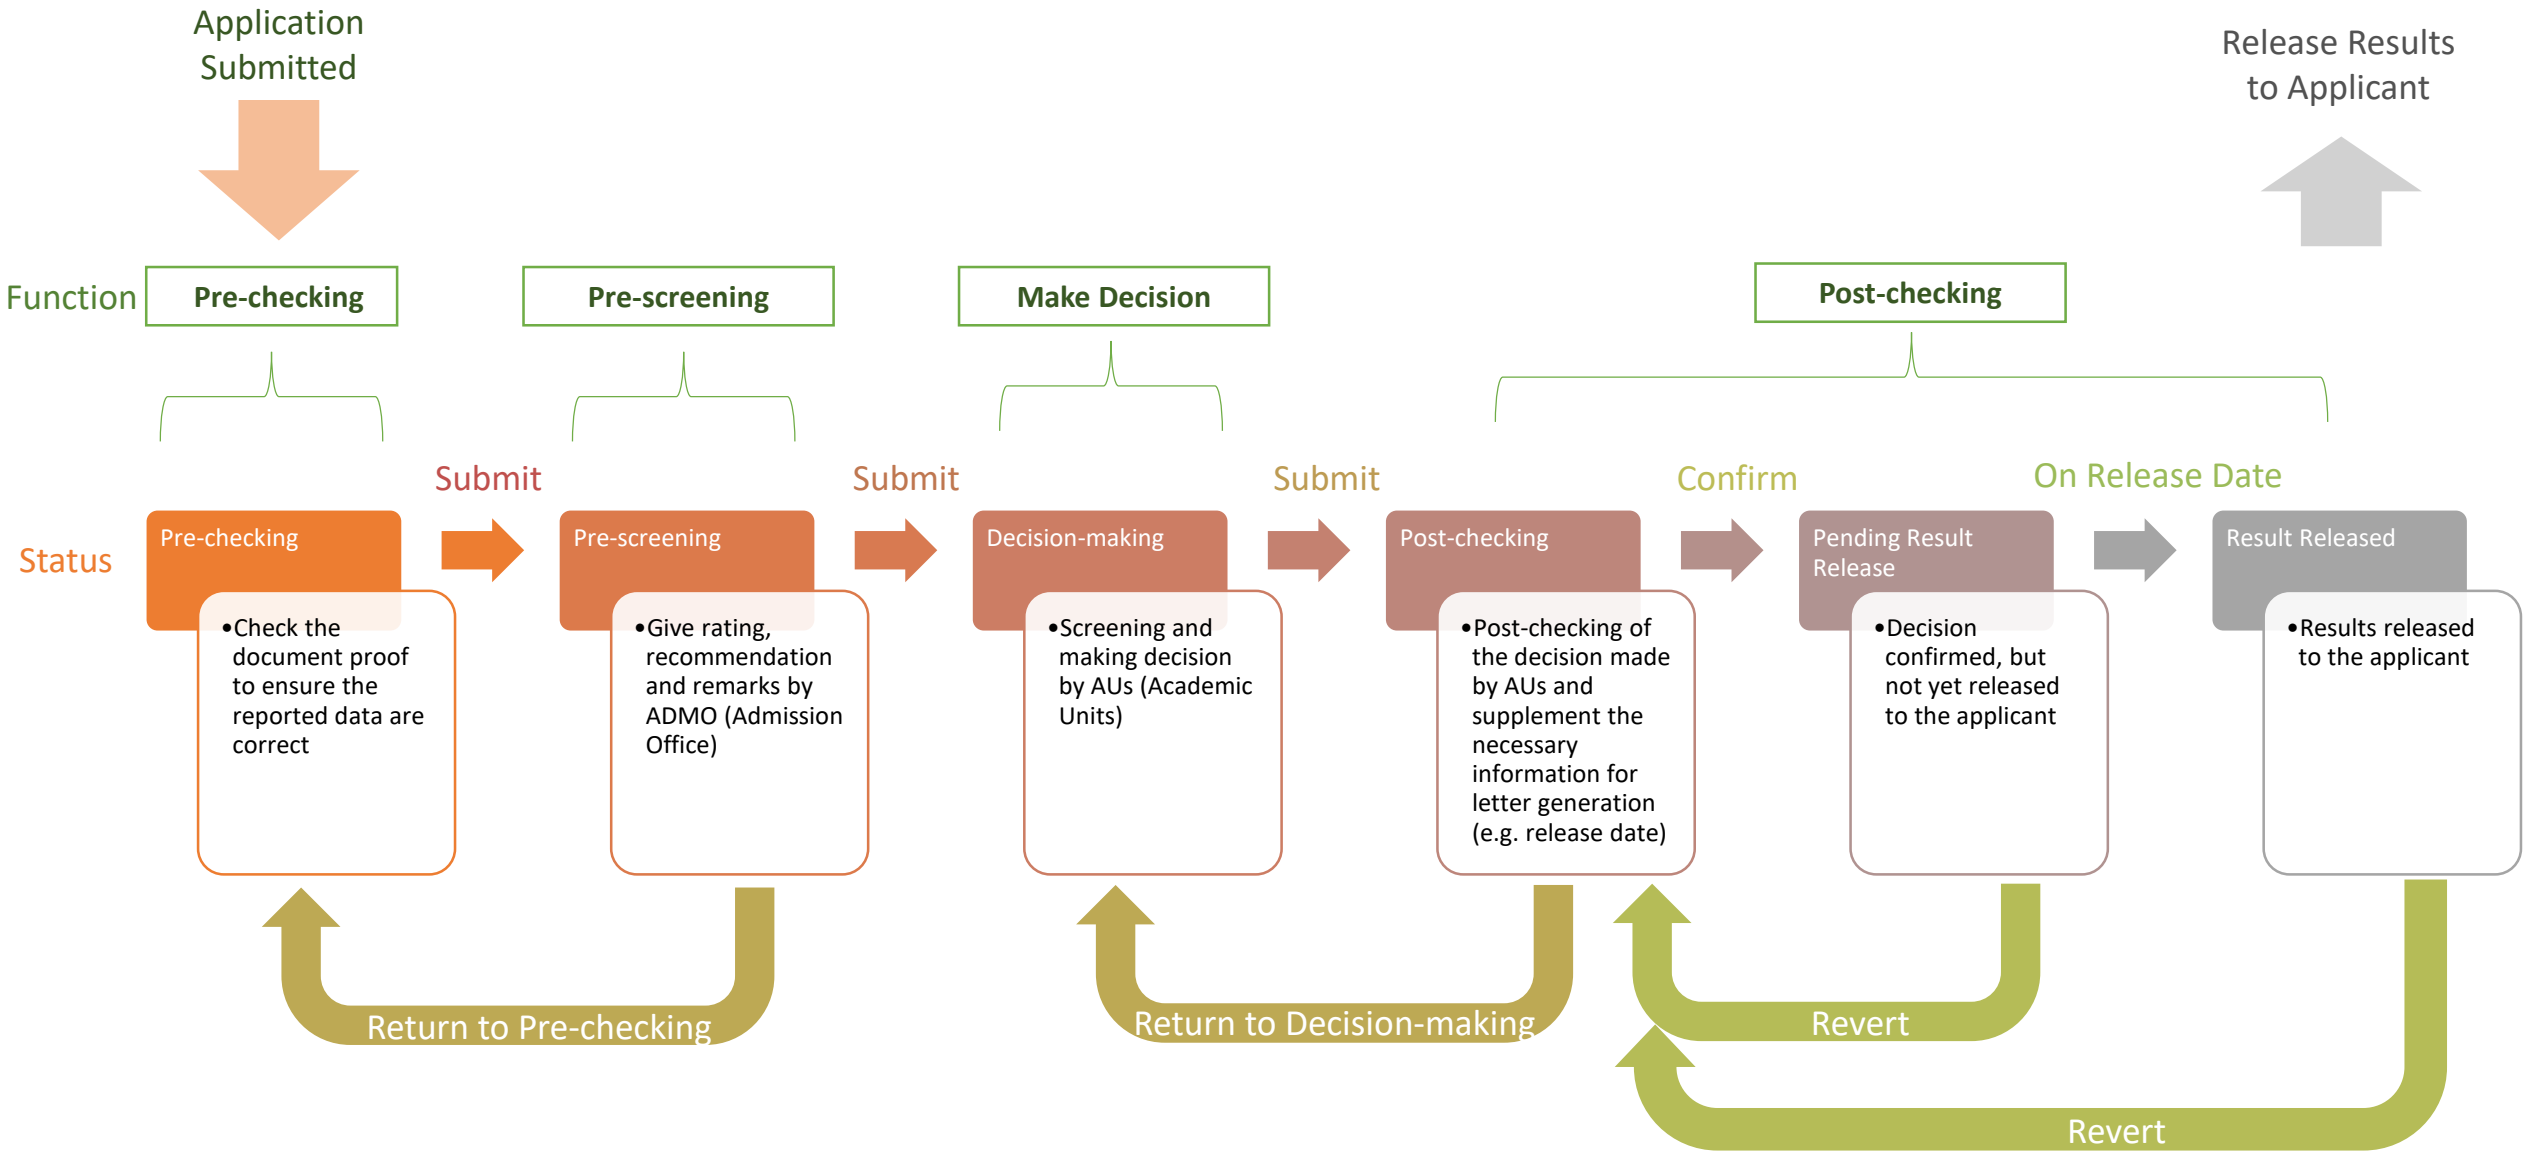 Application
Submitted
Release Results
to Applicant
Function
Pre-checking
Pre-screening
Make Decision
Post-checking
Submit
Submit
Submit
Confirm
On Release Date
Status
Pre-checking
Pre-screening
Decision-making
Post-checking
Pending Result
Release
Result Released
•Check the
document proof
to ensure the
reported data are
correct
•Give rating,
recommendation
and remarks by
ADMO (Admission
Office)
•Screening and
making decision
by AUs (Academic
Units)
•Post-checking of
the decision made
by AUs and
supplement the
necessary
information for
letter generation
(e.g. release date)
•Decision
confirmed, but
not yet released
to the applicant
•Results released
to the applicant
Return to Pre-checking
Return to Decision-making
Revert
Revert